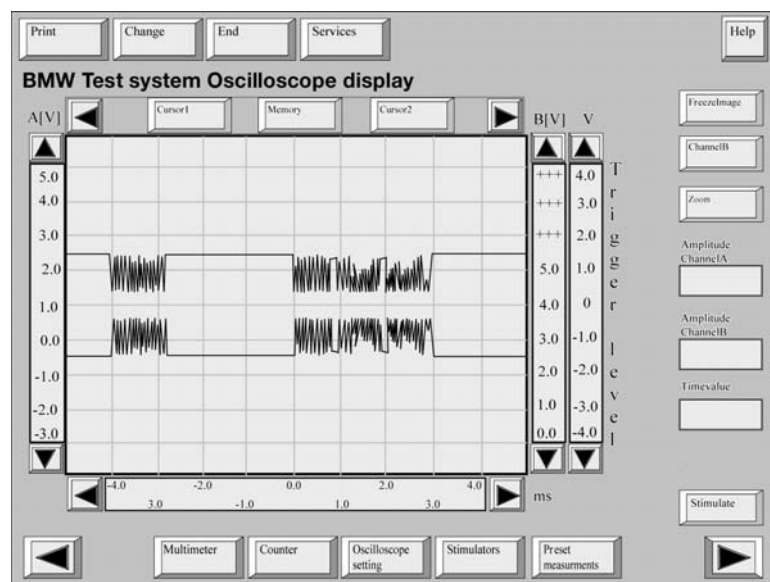 Print Change End Services Help
BMW Test system Oscilloscope display
Cursor1 Memory Cursor2
A[V] B[V] V
FreezeImage
ChannelB
Zoom
5.0 +++ 4.0
4.0 +++ 3.0
3.0 +++ 2.0
2.0 5.0 1.0
1.0 4.0 0
0.0 3.0 -1.0
-1.0 2.0 -2.0
-2.0 1.0 -3.0
-3.0 0.0 -4.0
Trigger level
Amplitude
ChannelA
Amplitude
ChannelB
Timevalue
-4.0 -2.0 0.0 2.0 4.0
3.0 -1.0 1.0 3.0
ms
Stimulate
Multimeter Counter Oscilloscope setting Stimulators Preset measurments